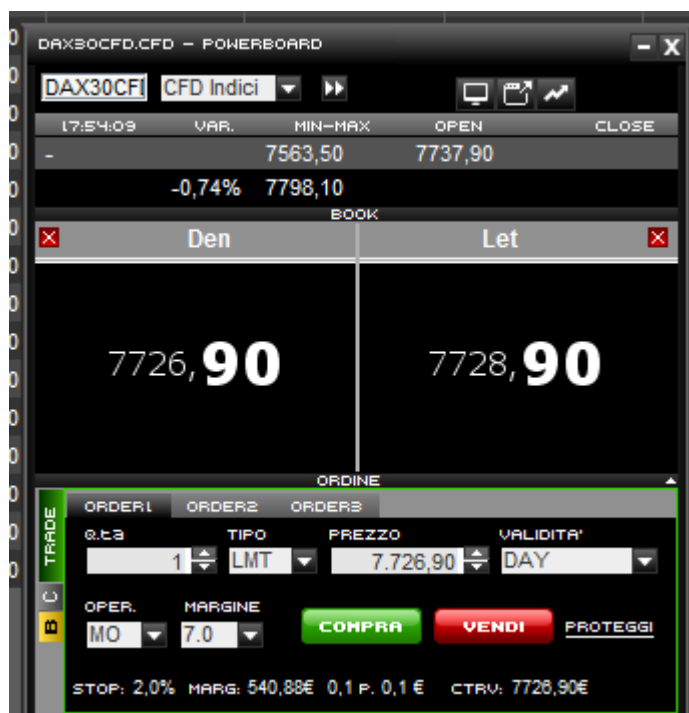 DAX30CFD.CFD – POWERBOARD
DAX30CFD CFD Indici
17:54:09 VAR. MIN–MAX OPEN CLOSE
- 7563,50 7737,90
-0,74% 7798,10
BOOK
Den Let
7726,90 7728,90
ORDINE
TRADE
ORDER1 ORDER2 ORDER3
Q.tà TIPO PREZZO VALIDITA'
1 LMT 7.726,90 DAY
C
B
OPER. MARGINE
MO 7.0 COMPRA VENDI PROTEGGI
STOP: 2,0% MARG: 540,88€ 0,1 P. 0,1 € CTRV: 7726,90€